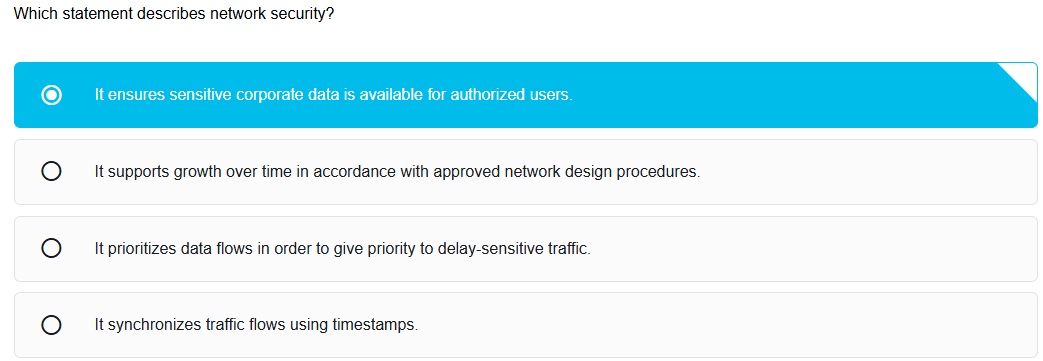 Which statement describes network security?
It ensures sensitive corporate data is available for authorized users.
It supports growth over time in accordance with approved network design procedures.
It prioritizes data flows in order to give priority to delay-sensitive traffic.
It synchronizes traffic flows using timestamps.